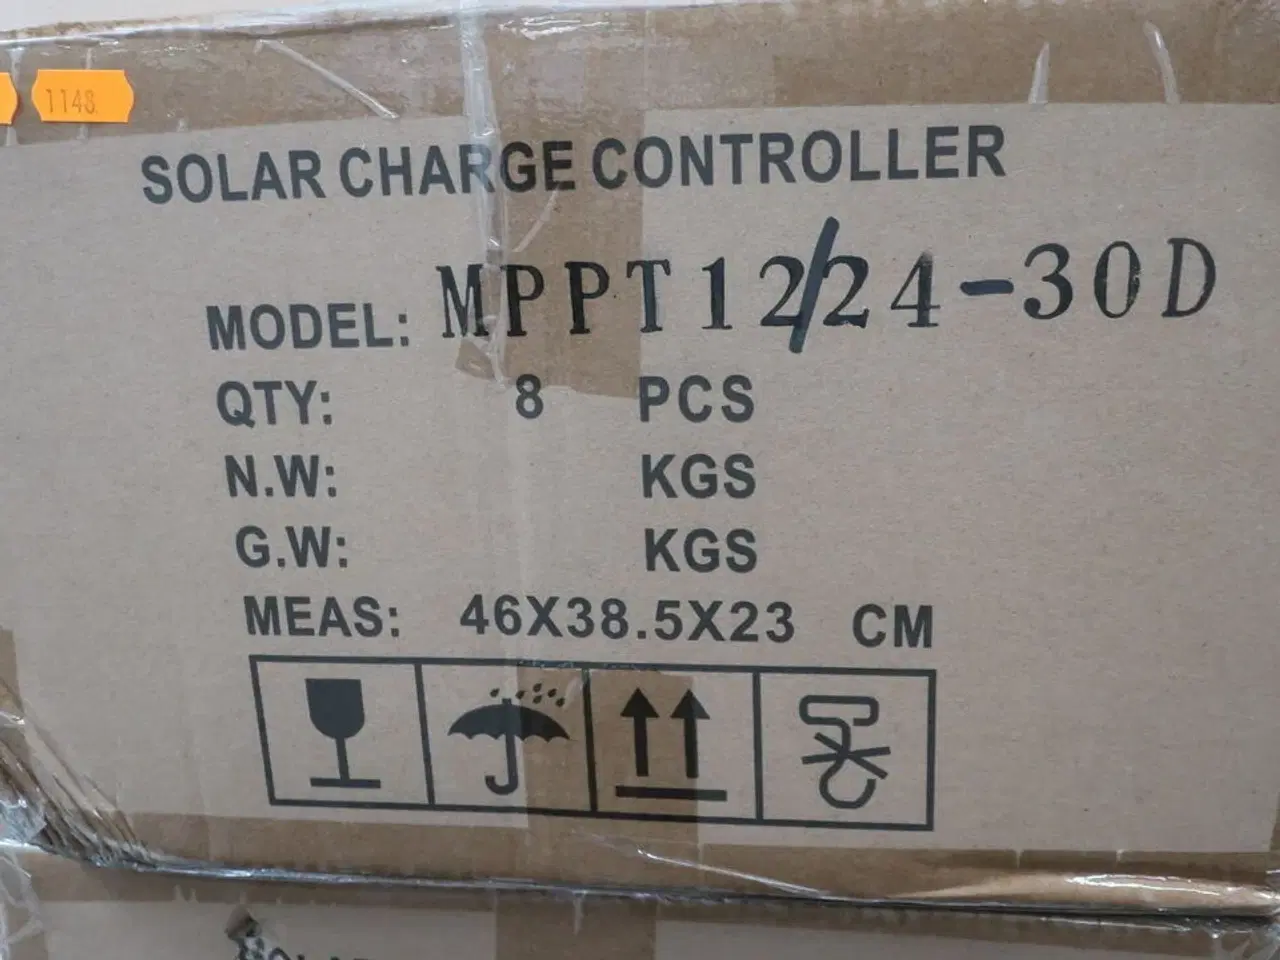 1148
SOLAR CHARGE CONTROLLER
MODEL: MPPT12/24-30D
QTY: 8 PCS
N.W: KGS
G.W: KGS
MEAS: 46X38.5X23 CM